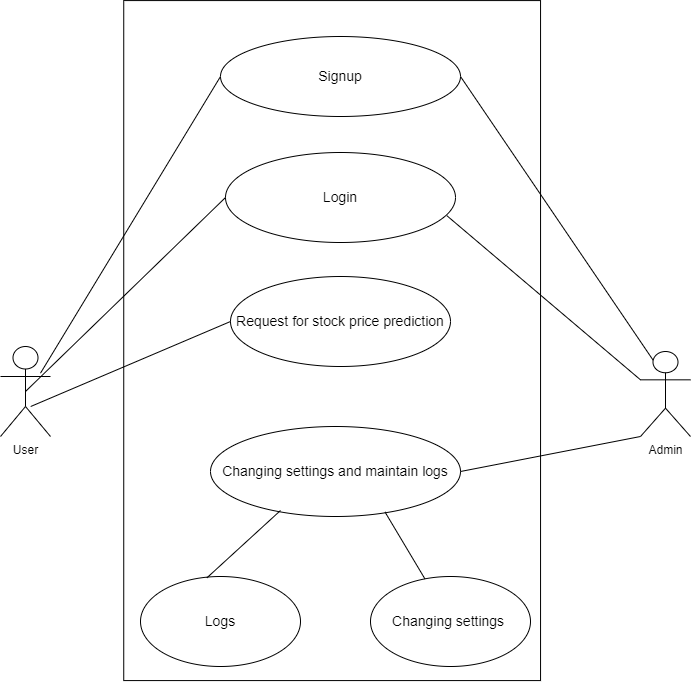 Signup
Login
Request for stock price prediction
User
Admin
Changing settings and maintain logs
Logs
Changing settings